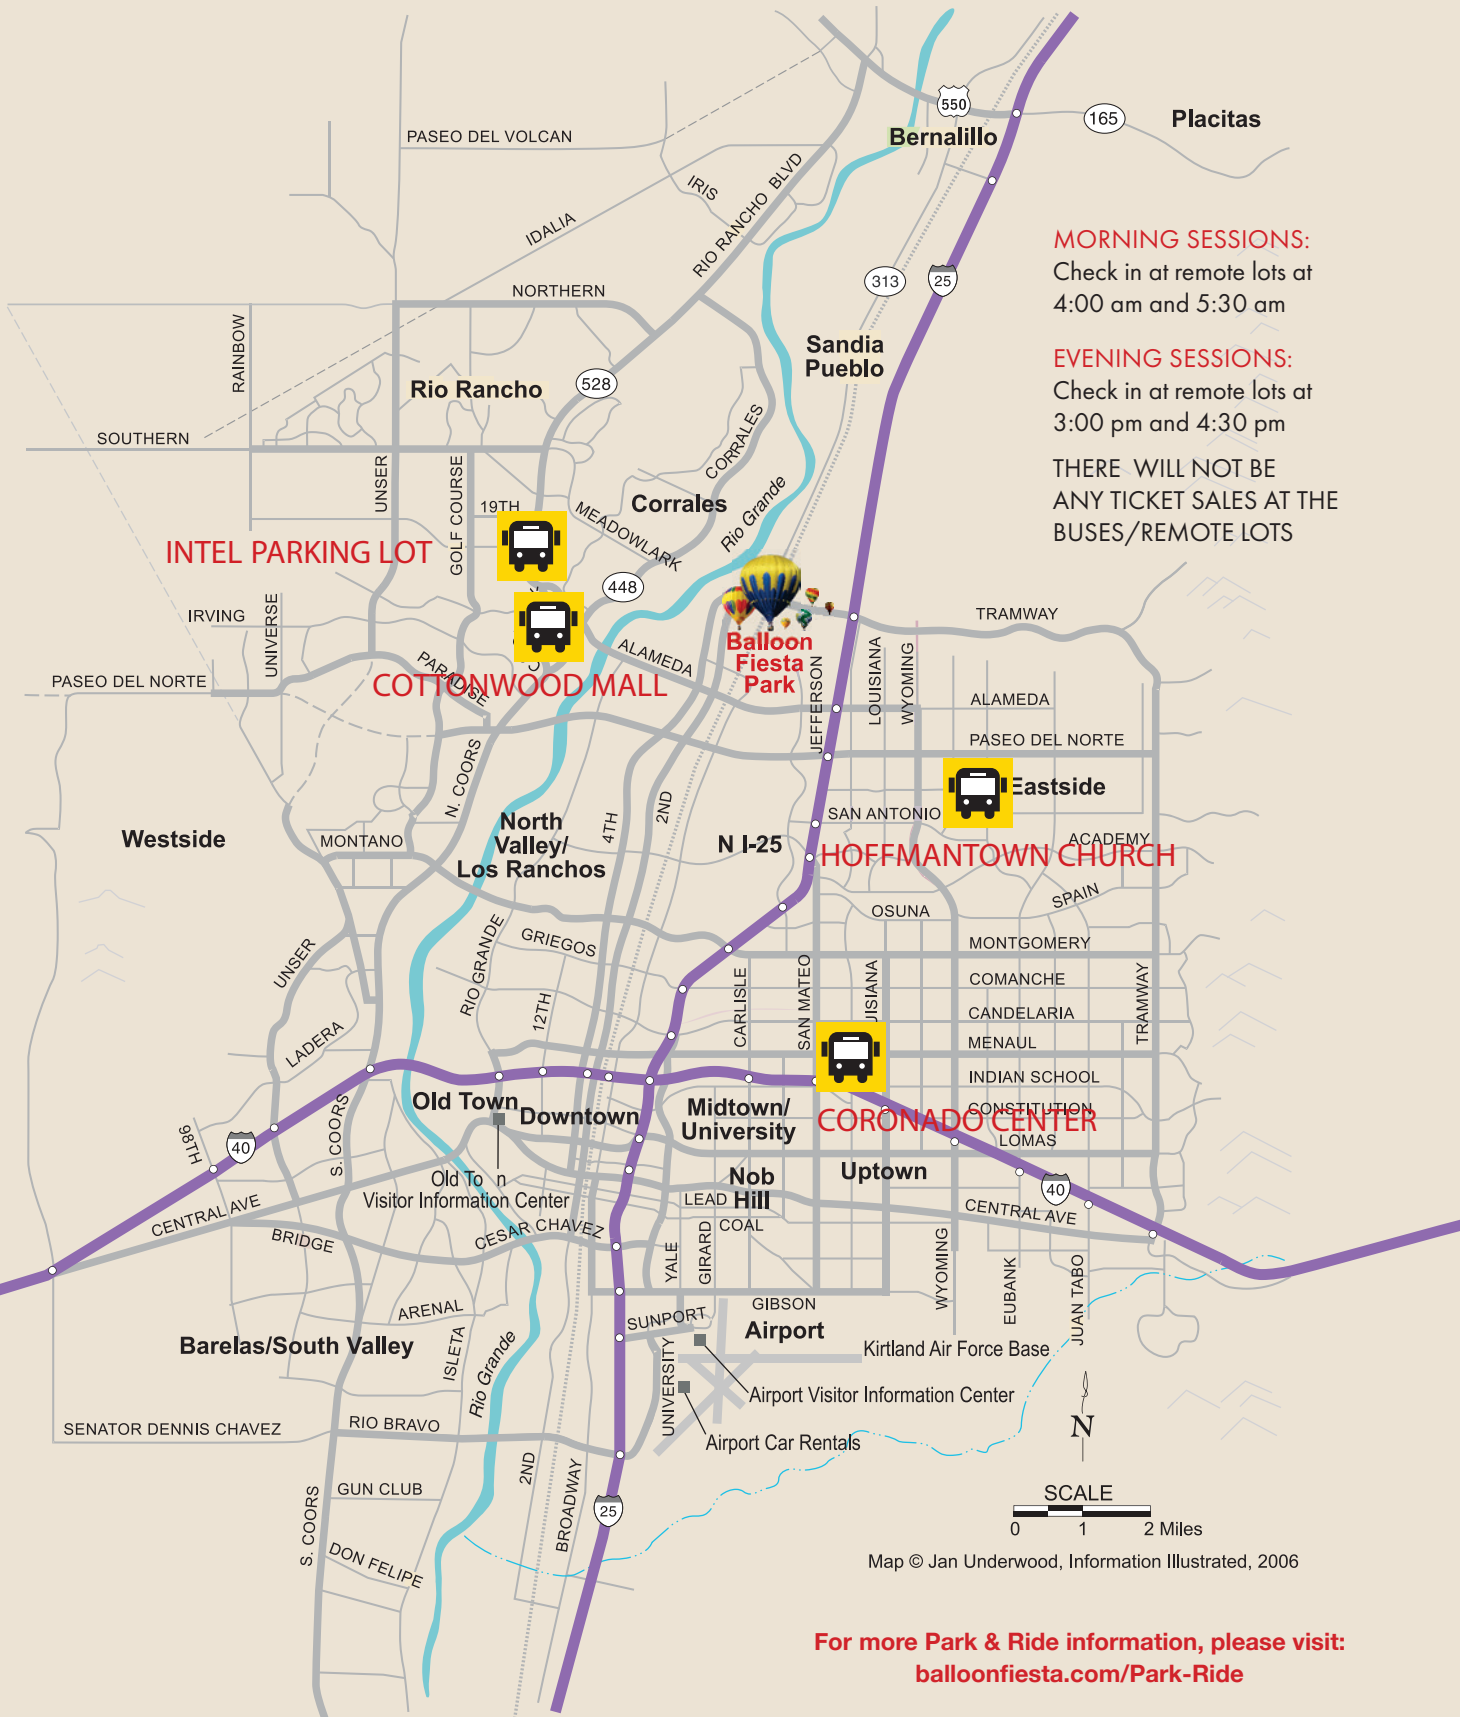 550
165
Placitas
Bernalillo
PASEO DEL VOLCAN
IRIS
RIO RANCHO BLVD
IDALIA
MORNING SESSIONS:
Check in at remote lots at
4:00 am and 5:30 am
313
25
NORTHERN
RAINBOW
Sandia
Pueblo
EVENING SESSIONS:
Check in at remote lots at
3:00 pm and 4:30 pm
Rio Rancho
528
SOUTHERN
CORRALES
THERE WILL NOT BE
ANY TICKET SALES AT THE
BUSES/REMOTE LOTS
UNSER
GOLF COURSE
19TH
Corrales
MEADOWLARK
Rio Grande
INTEL PARKING LOT
448
IRVING
UNIVERSE
TRAMWAY
ALAMEDA
Balloon
Fiesta
Park
JEFFERSON
LOUISIANA
WYOMING
PASEO DEL NORTE
PARADISE
COTTONWOOD MALL
ALAMEDA
PASEO DEL NORTE
N. COORS
Eastside
4TH
2ND
SAN ANTONIO
North
Valley/
Los Ranchos
Westside
MONTANO
N I-25
ACADEMY
HOFFMANTOWN CHURCH
SPAIN
OSUNA
UNSER
RIO GRANDE
GRIEGOS
MONTGOMERY
COMANCHE
CARLISLE
SAN MATEO
UISIANA
TRAMWAY
12TH
CANDELARIA
LADERA
MENAUL
INDIAN SCHOOL
Old Town
Downtown
Midtown/
University
CONSTITUTION
CORONADO CENTER
LOMAS
98TH
40
S. COORS
Old To n
Visitor Information Center
Nob
Hill
Uptown
LEAD
COAL
40
CENTRAL AVE
CENTRAL AVE
BRIDGE
CESAR CHAVEZ
YALE
GIRARD
WYOMING
EUBANK
JUAN TABO
ARENAL
GIBSON
SUNPORT
Airport
Barelas/South Valley
ISLETA
Rio Grande
Kirtland Air Force Base
UNIVERSITY
Airport Visitor Information Center
SENATOR DENNIS CHAVEZ
RIO BRAVO
Airport Car Rentals
N
2ND
BROADWAY
GUN CLUB
S. COORS
25
DON FELIPE
SCALE
0 1 2 Miles
Map © Jan Underwood, Information Illustrated, 2006
For more Park & Ride information, please visit:
balloonfiesta.com/Park-Ride